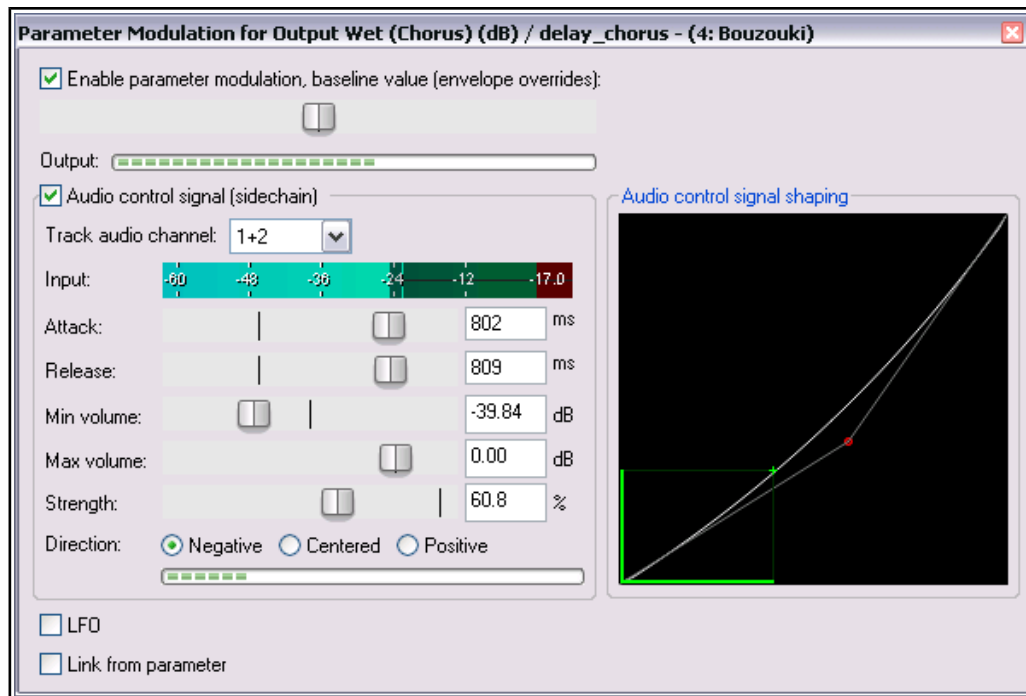 Parameter Modulation for Output Wet (Chorus) (dB) / delay_chorus - (4: Bouzouki)
Enable parameter modulation, baseline value (envelope overrides):
Output:
Audio control signal (sidechain)
Audio control signal shaping
Track audio channel: 1+2
Input: -60 -48 -36 -24 -12 -17.0
Attack: 802 ms
Release: 809 ms
Min volume: -39.84 dB
Max volume: 0.00 dB
Strength: 60.8 %
Direction: Negative Centered Positive
LFO
Link from parameter